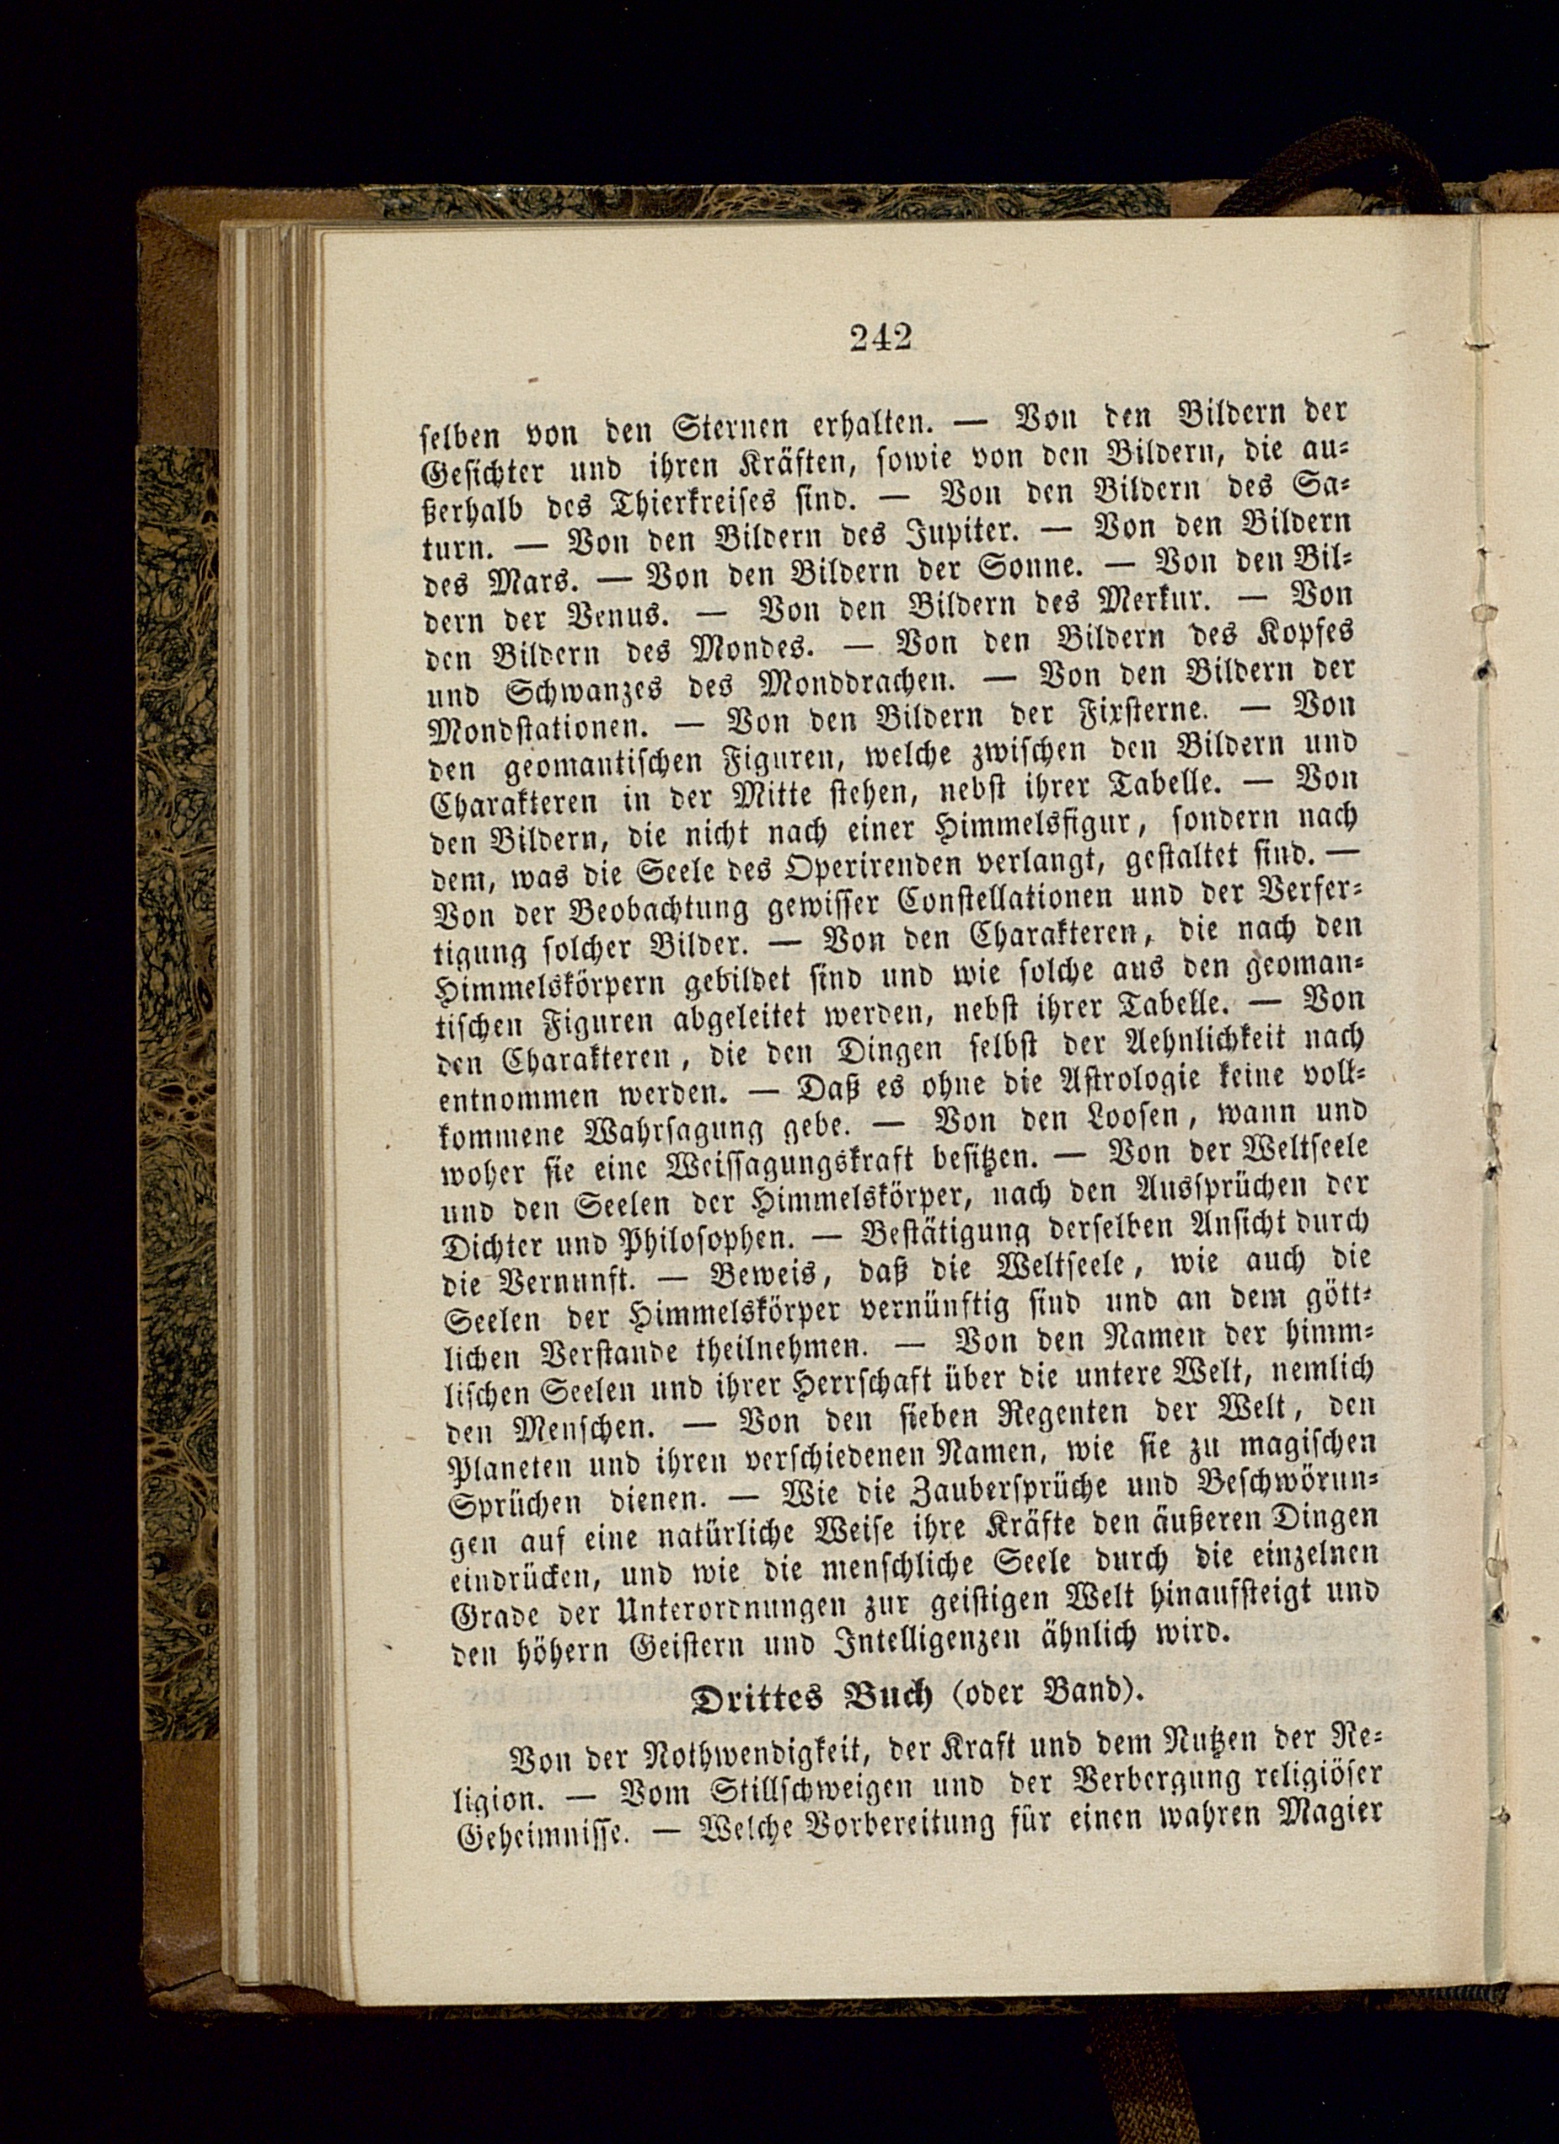 242
selben von den Sternen erhalten. — Von den Bildern der
Gesichter und ihren Kräften, sowie von den Bildern, die au-
ßerhalb des Thierkreises sind. — Von den Bildern des Sa-
turn. — Von den Bildern des Jupiter. — Von den Bildern
des Mars. — Von den Bildern der Sonne. — Von den Bil-
dern der Venus. — Von den Bildern des Merkur. — Von
den Bildern des Mondes. — Von den Bildern des Kopfes
und Schwanzes des Monddrachen. — Von den Bildern der
Mondstationen. — Von den Bildern der Fixsterne. — Von
den geomantischen Figuren, welche zwischen den Bildern und
Charakteren in der Mitte stehen, nebst ihrer Tabelle. — Von
den Bildern, die nicht nach einer Himmelsfigur, sondern nach
dem, was die Seele des Operirenden verlangt, gestaltet sind. —
Von der Beobachtung gewisser Constellationen und der Verfer-
tigung solcher Bilder. — Von den Charakteren, die nach den
Himmelskörpern gebildet sind und wie solche aus den geoman-
tischen Figuren abgeleitet werden, nebst ihrer Tabelle. — Von
den Charakteren, die den Dingen selbst der Aehnlichkeit nach
entnommen werden. — Daß es ohne die Astrologie keine voll-
kommene Wahrsagung gebe. — Von den Loosen, wann und
woher sie eine Weissagungskraft besitzen. — Von der Weltseele
und den Seelen der Himmelskörper, nach den Aussprüchen der
Dichter und Philosophen. — Bestätigung derselben Ansicht durch
die Vernunft. — Beweis, daß die Weltseele, wie auch die
Seelen der Himmelskörper vernünftig sind und an dem gött-
lichen Verstande theilnehmen. — Von den Namen der himm-
lischen Seelen und ihrer Herrschaft über die untere Welt, nemlich
den Menschen. — Von den sieben Regenten der Welt, den
Planeten und ihren verschiedenen Namen, wie sie zu magischen
Sprüchen dienen. — Wie die Zaubersprüche und Beschwörun-
gen auf eine natürliche Weise ihre Kräfte den äußeren Dingen
eindrücken, und wie die menschliche Seele durch die einzelnen
Grade der Unterordnungen zur geistigen Welt hinaufsteigt und
den höhern Geistern und Intelligenzen ähnlich wird.
Drittes Buch (oder Band).
Von der Nothwendigkeit, der Kraft und dem Nutzen der Re-
ligion. — Vom Stillschweigen und der Verbergung religiöser
Geheimnisse. — Welche Vorbereitung für einen wahren Magier